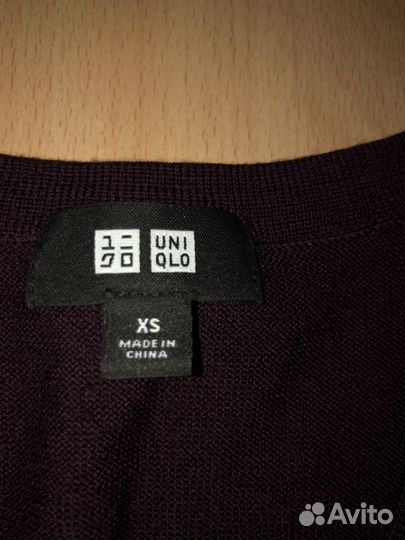 ユニ
クロ
UNI
QLO
XS
MADE IN
CHINA
Avito